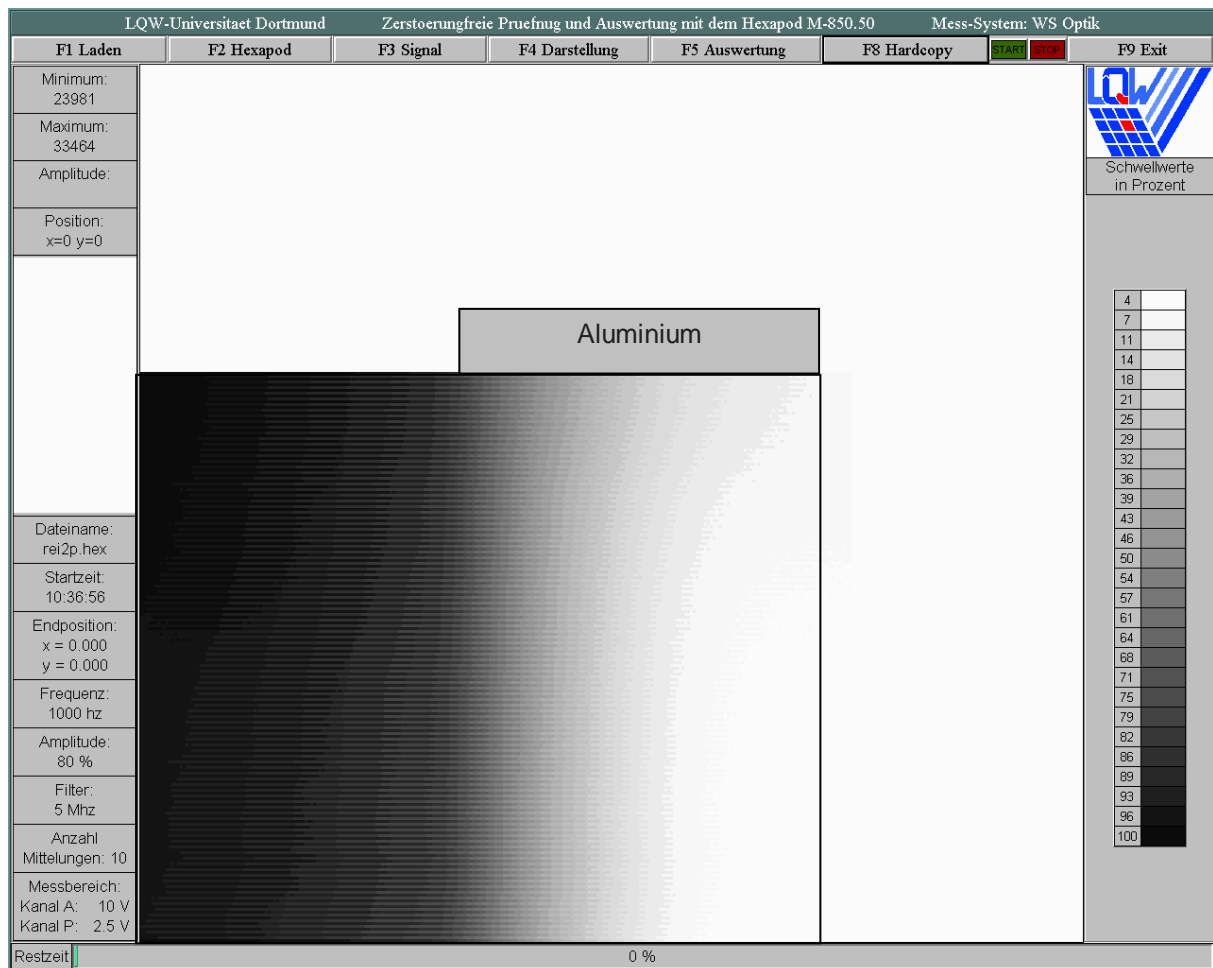 LQW-Universitaet Dortmund Zerstoerungfreie Pruefnug und Auswertung mit dem Hexapod M-850.50 Mess-System: WS Optik
F1 Laden F2 Hexapod F3 Signal F4 Darstellung F5 Auswertung F8 Hardcopy START STOP F9 Exit
Minimum:
23981
Maximum:
33464
Amplitude:
Position:
x=0 y=0
Dateiname:
rei2p.hex
Startzeit:
10:36:56
Endposition:
x = 0.000
y = 0.000
Frequenz:
1000 hz
Amplitude:
80 %
Filter:
5 Mhz
Anzahl
Mittelungen: 10
Messbereich:
Kanal A: 10 V
Kanal P: 2.5 V
Aluminium
LQW
Schwellwerte
in Prozent
4
7
11
14
18
21
25
29
32
36
39
43
46
50
54
57
61
64
68
71
75
79
82
86
89
93
96
100
Restzeit 0 %